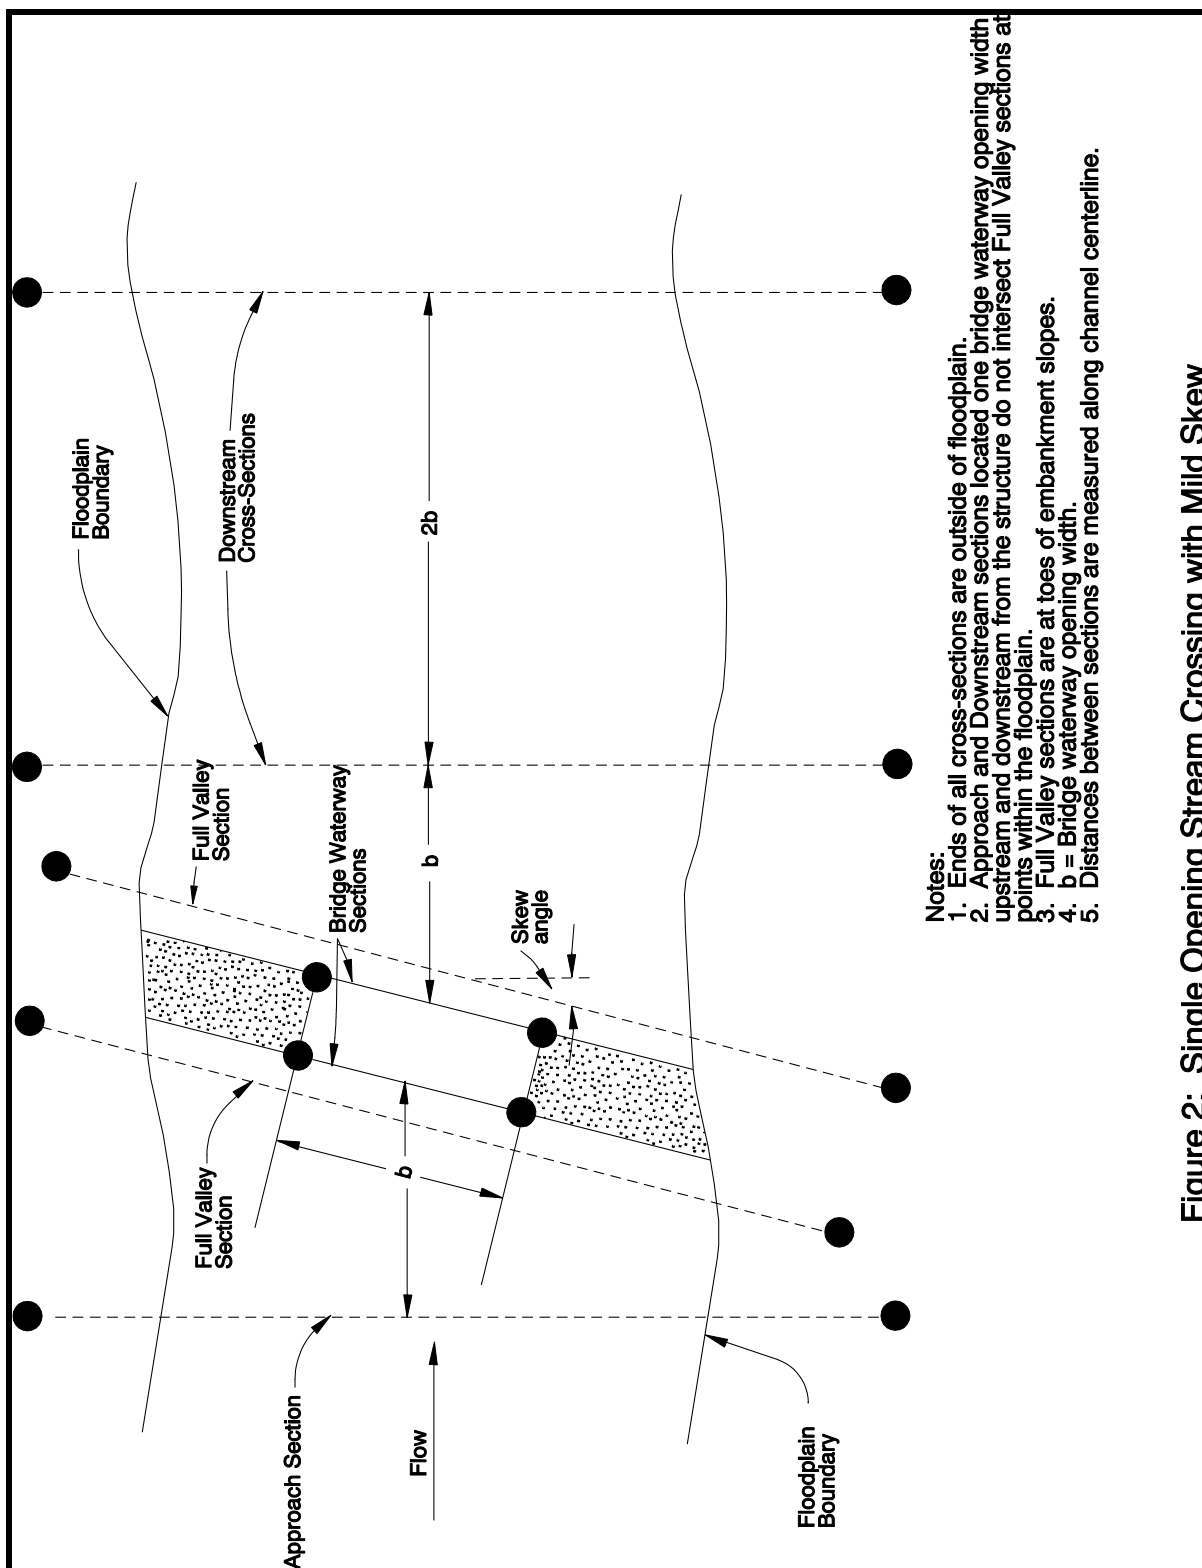 Floodplain
Boundary
Downstream
Cross-Sections
2b
Full Valley
Section
Bridge Waterway
Sections
b
Skew
angle
b
Full Valley
Section
Approach Section
Flow
Floodplain
Boundary
Notes:
1. Ends of all cross-sections are outside of floodplain.
2. Approach and Downstream sections located one bridge waterway opening width
upstream and downstream from the structure do not intersect Full Valley sections at
points within the floodplain.
3. Full Valley sections are at toes of embankment slopes.
4. b = Bridge waterway opening width.
5. Distances between sections are measured along channel centerline.
Figure 2: Single Opening Stream Crossing with Mild Skew